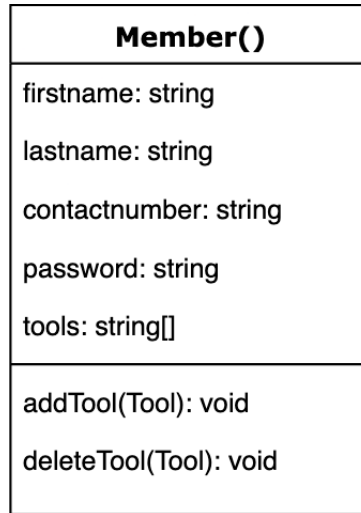 Member()
firstname: string
lastname: string
contactnumber: string
password: string
tools: string[]
addTool(Tool): void
deleteTool(Tool): void